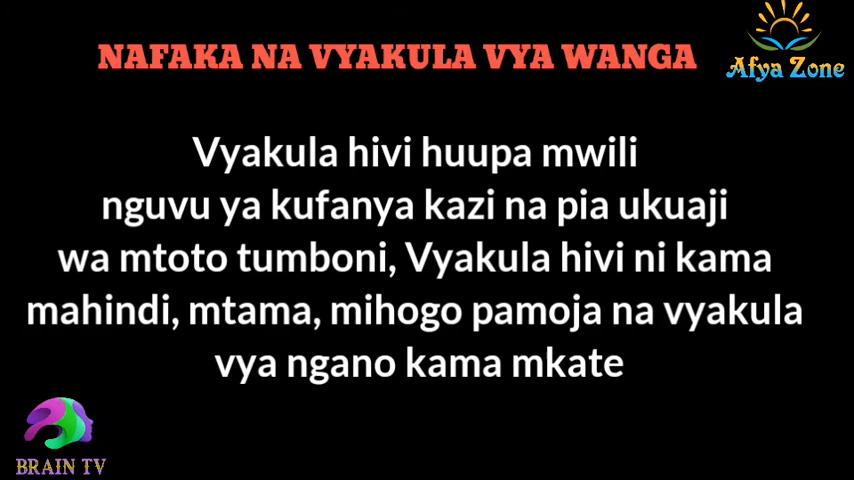 NAFAKA NA VYAKULA VYA WANGA
Afya Zone
Vyakula hivi huupa mwili
nguvu ya kufanya kazi na pia ukuaji
wa mtoto tumboni, Vyakula hivi ni kama
mahindi, mtama, mihogo pamoja na vyakula
vya ngano kama mkate
BRAIN TV